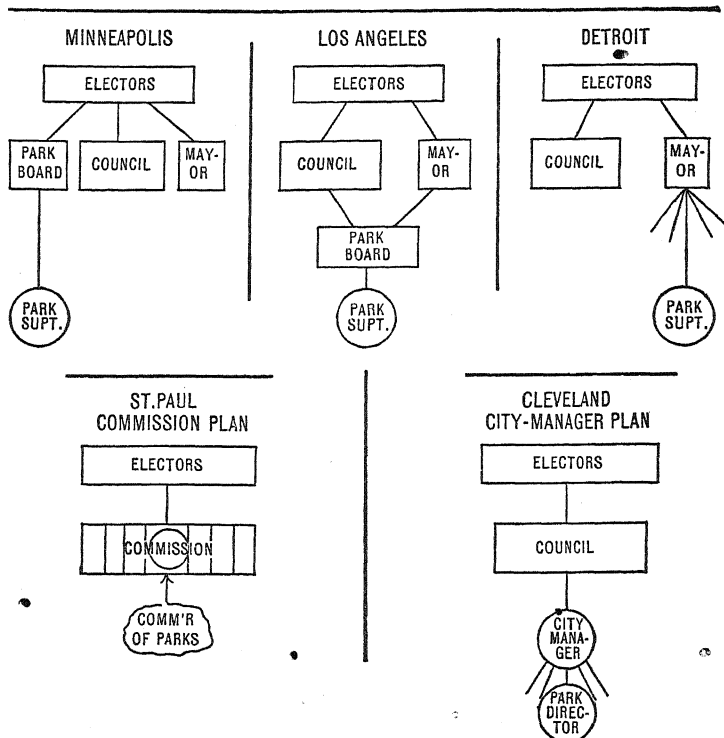 MINNEAPOLIS
ELECTORS
PARK
BOARD
COUNCIL
MAY-
OR
PARK
SUPT.
LOS ANGELES
ELECTORS
COUNCIL
MAY-
OR
PARK
BOARD
PARK
SUPT.
DETROIT
ELECTORS
COUNCIL
MAY-
OR
PARK
SUPT.
ST.PAUL
COMMISSION PLAN
ELECTORS
COMMISSION
COMM'R
OF PARKS
CLEVELAND
CITY-MANAGER PLAN
ELECTORS
COUNCIL
CITY
MANA-
GER
PARK
DIREC-
TOR